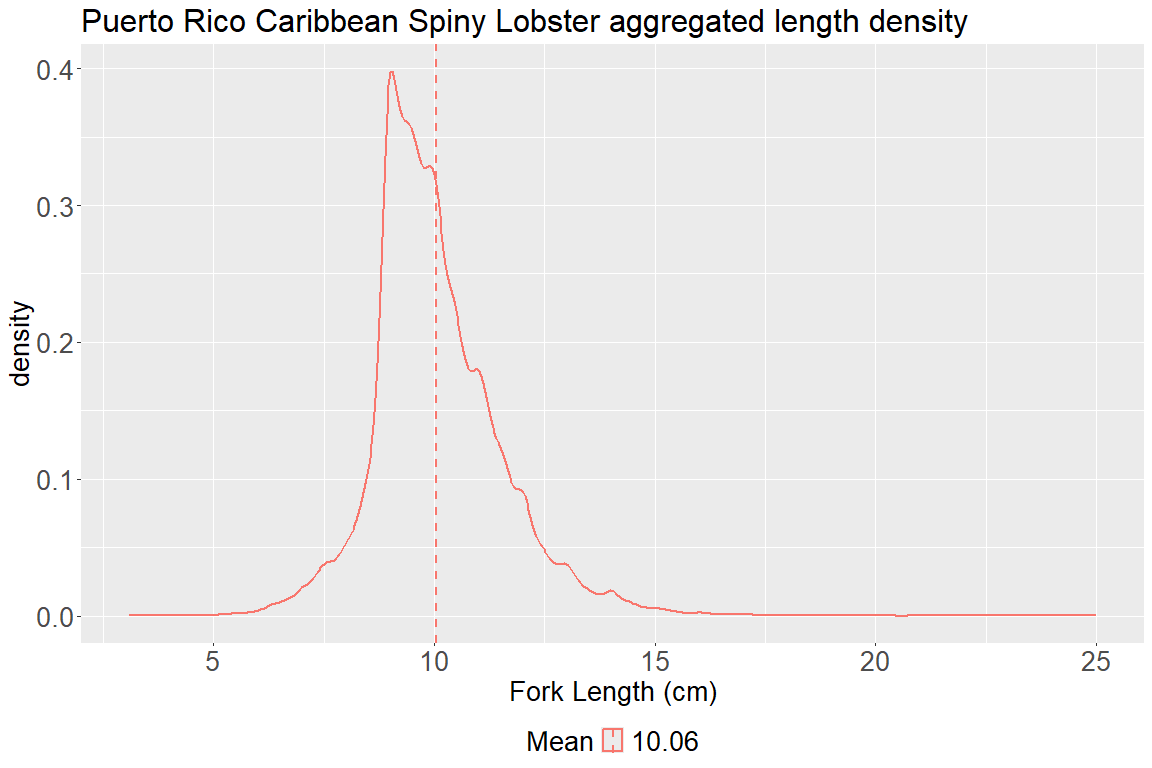 Puerto Rico Caribbean Spiny Lobster aggregated length density
density
0.4
0.3
0.2
0.1
0.0
5 10 15 20 25
Fork Length (cm)
Mean 10.06